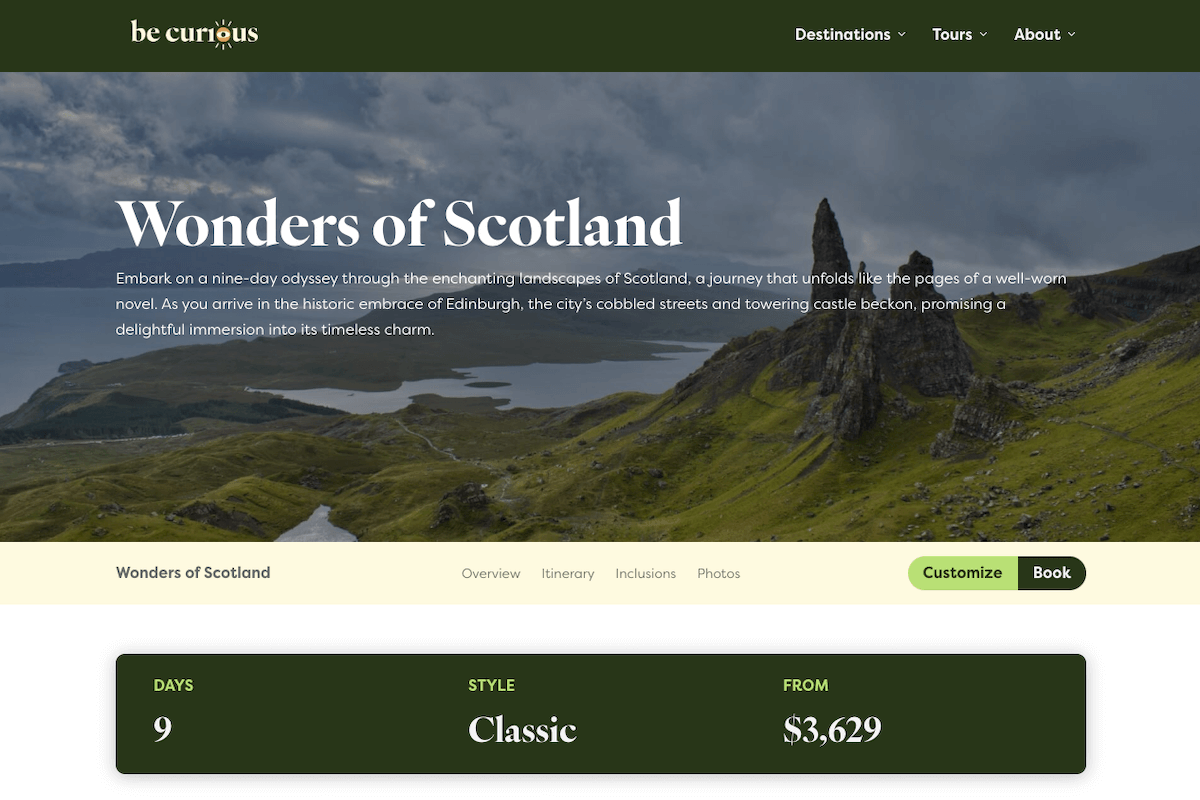 be curious
Destinations
Tours
About
Wonders of Scotland
Embark on a nine-day odyssey through the enchanting landscapes of Scotland, a journey that unfolds like the pages of a well-worn
novel. As you arrive in the historic embrace of Edinburgh, the city’s cobbled streets and towering castle beckon, promising a
delightful immersion into its timeless charm.
Wonders of Scotland
Overview
Itinerary
Inclusions
Photos
Customize
Book
DAYS
9
STYLE
Classic
FROM
$3,629